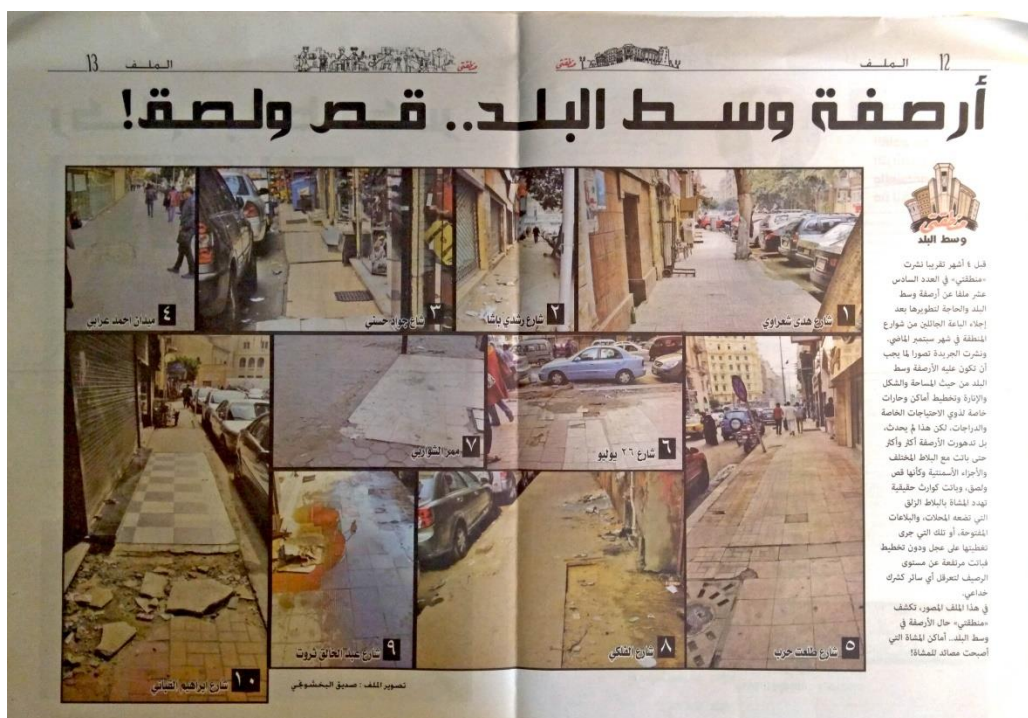 12
الملف
منطقتي
منطقتي
الملف
13
أرصفة وسط البلد.. قص ولصق!
منطقتي
وسط البلد
قبل ٤ أشهر تقريبا نشرت
«منطقتي» في العدد السادس
عشر ملفا عن أرصفة وسط
البلد والحاجة لتطويرها بعد
إجلاء الباعة الجائلين من شوارع
المنطقة في شهر سبتمبر الماضي.
ونشرت الجريدة تصورا لما يجب
أن تكون عليه الأرصفة وسط
البلد من حيث المساحة والشكل
والإنارة وتخطيط أماكن وحارات
خاصة لذوي الاحتياجات الخاصة
والدراجات، لكن هذا لم يحدث،
بل تدهورت الأرصفة أكثر وأكثر
حتى باتت مع البلاط المختلف
والأجزاء الأسمنتية وكأنها قص
ولصق، وباتت كوارث حقيقية
تهدد المشاة بالبلاط الزلق
التي تضعه المحلات، والبلاعات
المفتوحة، أو تلك التي جرى
تغطيتها على عجل ودون تخطيط
فباتت مرتفعة عن مستوى
الرصيف لتعرقل أي سائر كشرك
خداعي.
في هذا الملف المصور، تكشف
«منطقتي» حال الأرصفة في
وسط البلد.. أماكن المشاة التي
أصبحت مصائد للمشاة!
١ شارع هدى شعراوي
٢ شارع رشدي باشا
٣ شاع جواد حسني
٤ ميدان احمد عرابي
٥ شارع طلعت حرب
٦ شارع ٢٦ يوليو
٧ ممر الشواربي
٨ شارع الفلكي
٩ شارع عبد الخالق ثروت
١٠ شارع ابراهيم القباني
تصوير الملف : صديق البخشونجي